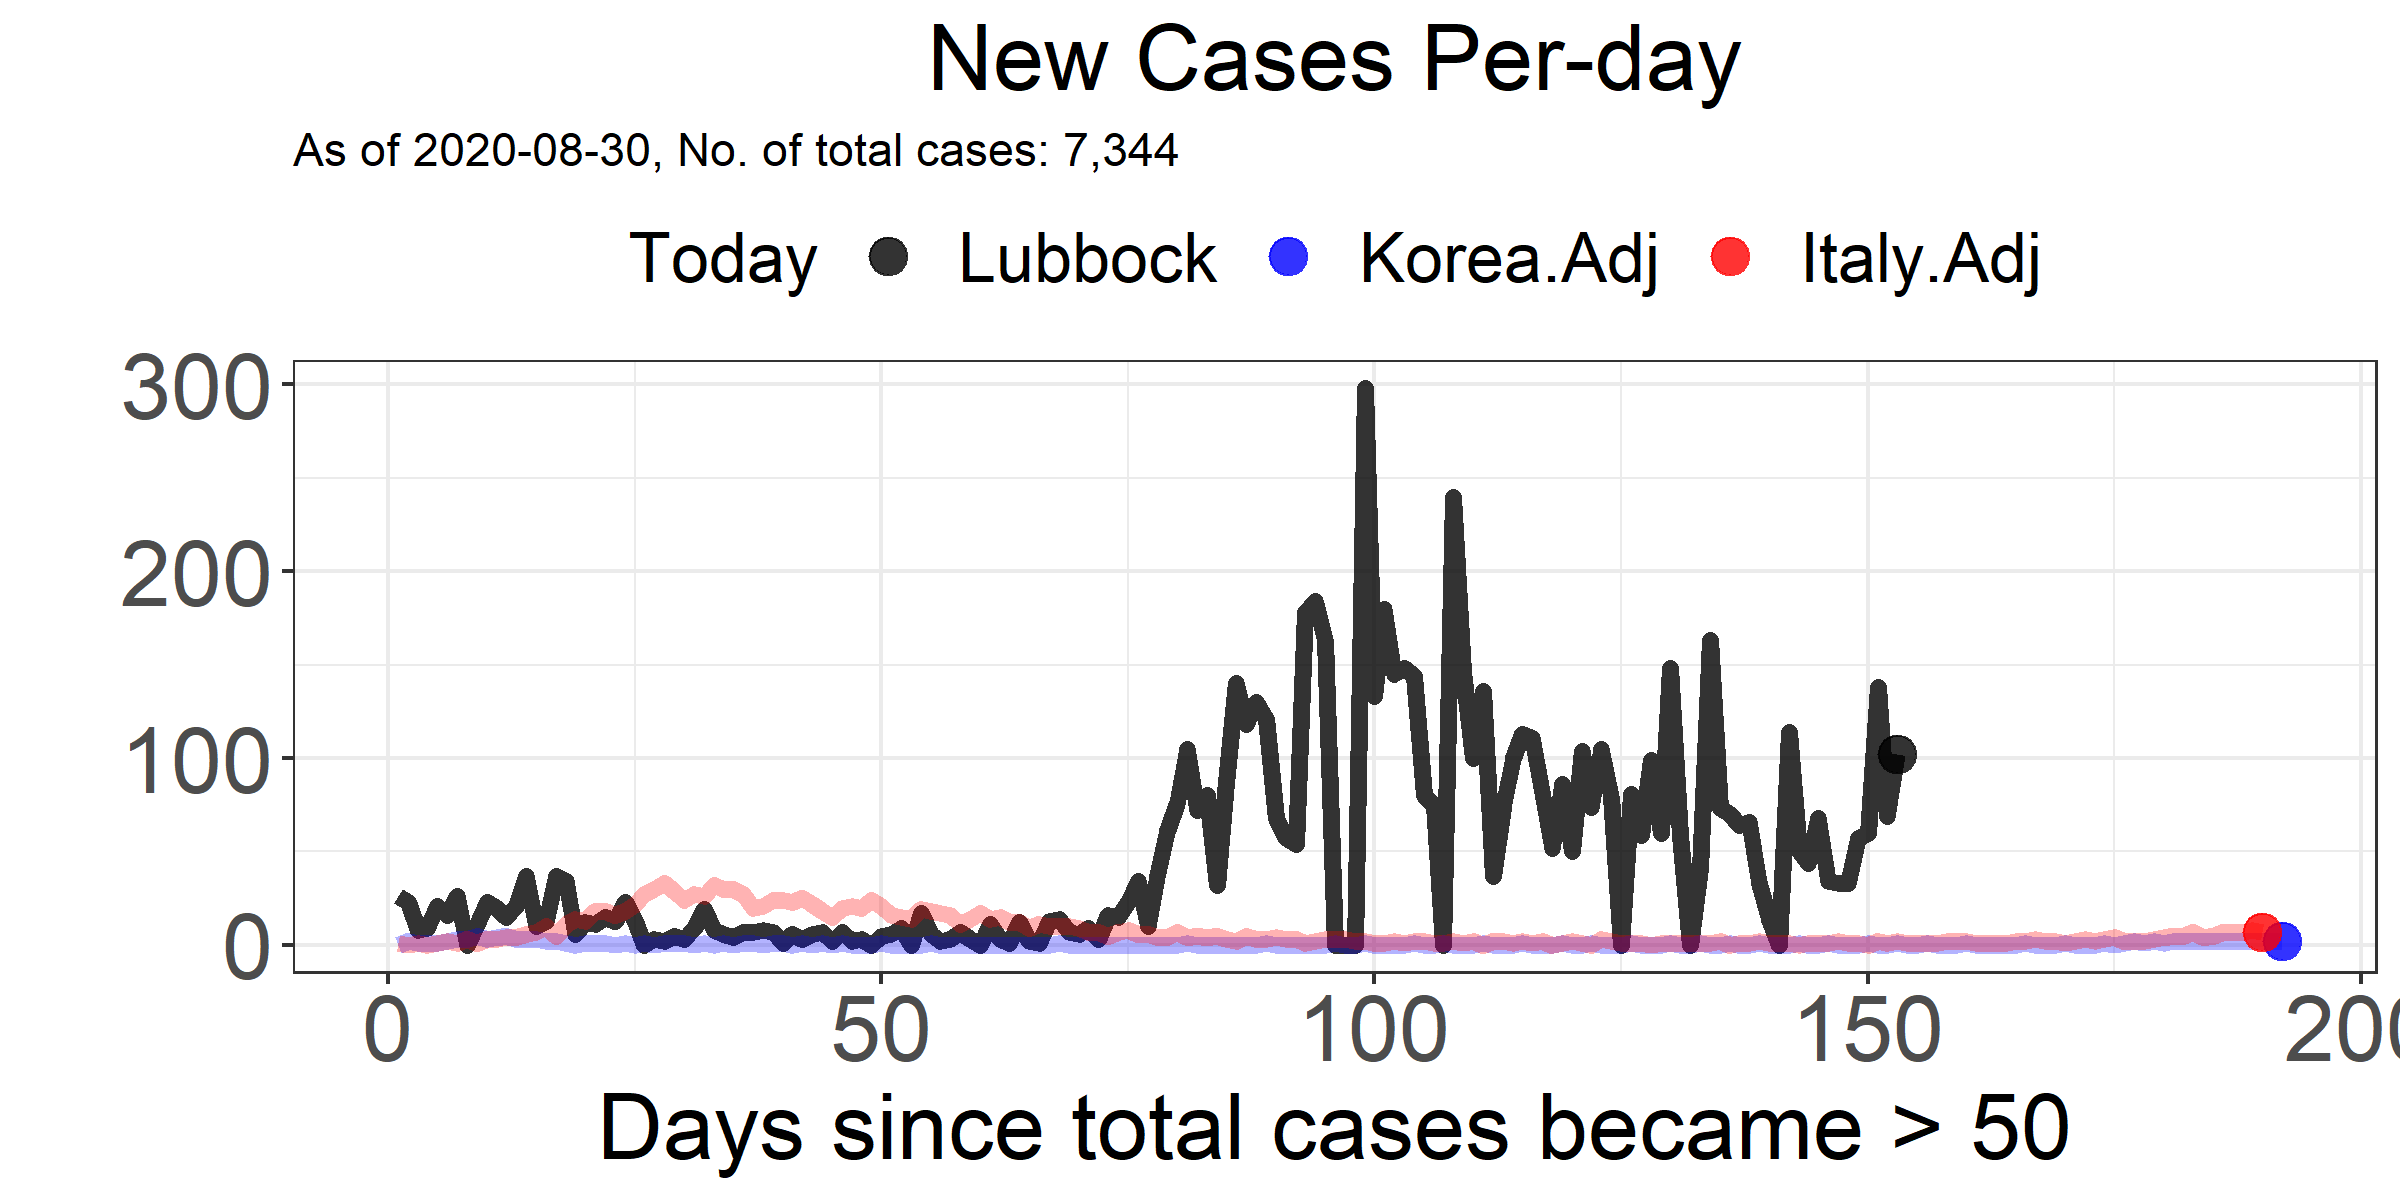 New Cases Per-day
As of 2020-08-30, No. of total cases: 7,344
Today Lubbock Korea.Adj Italy.Adj
300
200
100
0
0 50 100 150 200
Days since total cases became > 50